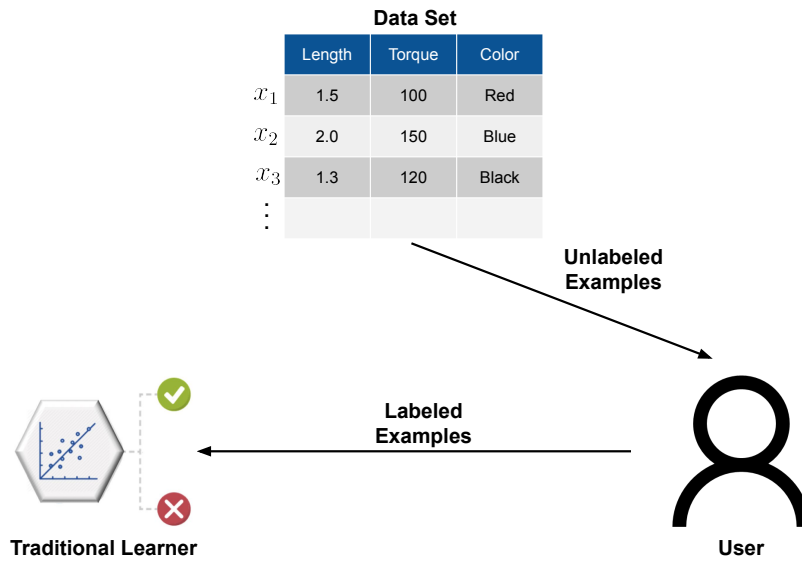 Data Set
Length Torque Color
x₁ 1.5 100 Red
x₂ 2.0 150 Blue
x₃ 1.3 120 Black
⋮
Unlabeled
Examples
Labeled
Examples
Traditional Learner
User